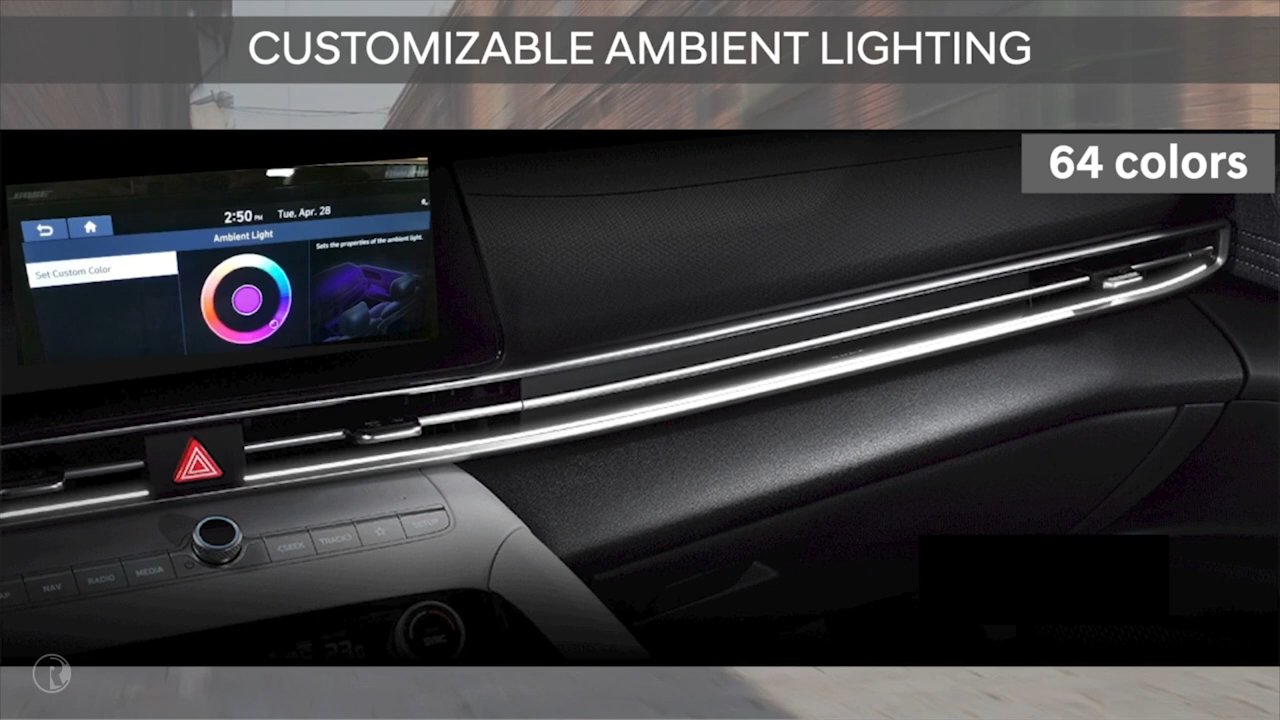 CUSTOMIZABLE AMBIENT LIGHTING
64 colors
BOSE
2:50 PM Tue, Apr. 28
Ambient Light
Set Custom Color
Sets the properties of the ambient light.
NAV
RADIO
MEDIA
<SEEK
TRACK>
☆
SETUP
R